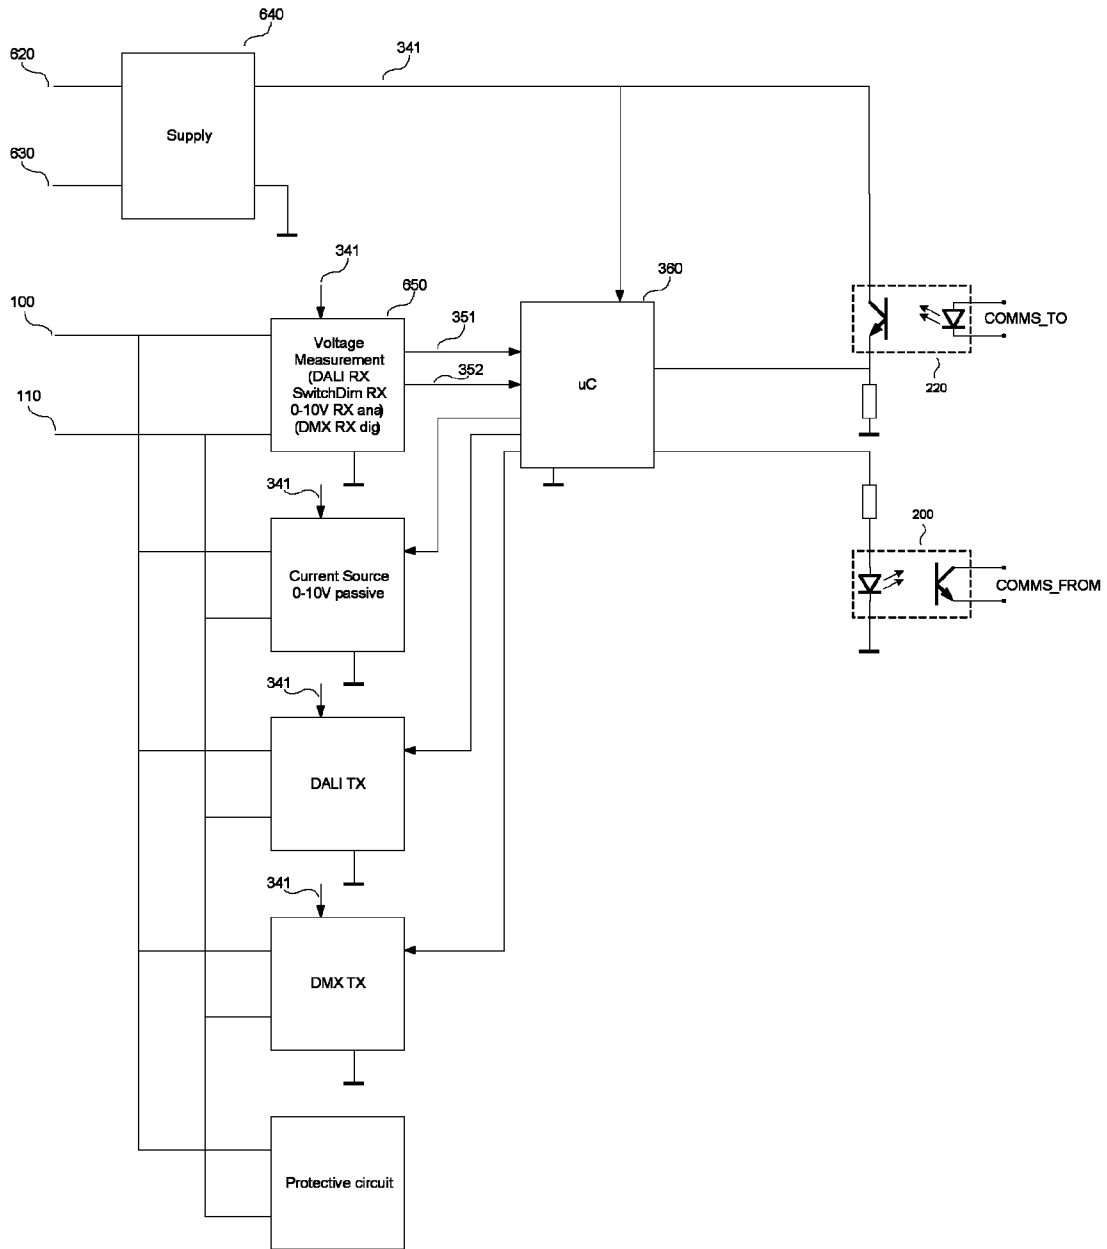 640
620
341
Supply
630
341
650
360
100
Voltage
Measurement
(DALI RX
SwitchDim RX
0-10V RX ana)
(DMX RX dig)
351
352
uC
COMMS_TO
220
110
341
Current Source
0-10V passive
200
COMMS_FROM
341
DALI TX
341
DMX TX
Protective circuit